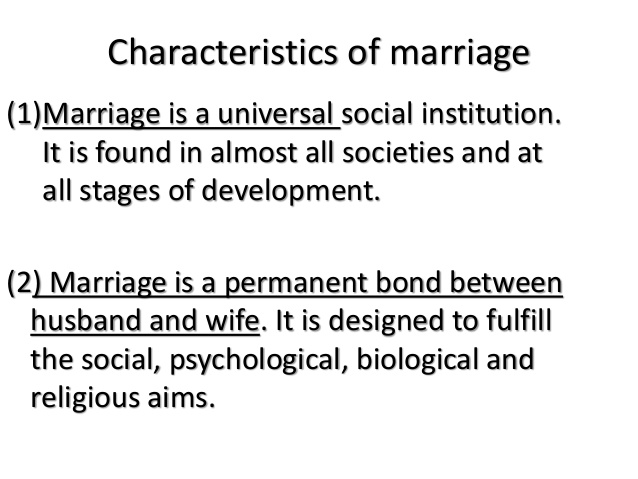 Characteristics of marriage
(1)Marriage is a universal social institution.
It is found in almost all societies and at
all stages of development.
(2) Marriage is a permanent bond between
husband and wife. It is designed to fulfill
the social, psychological, biological and
religious aims.